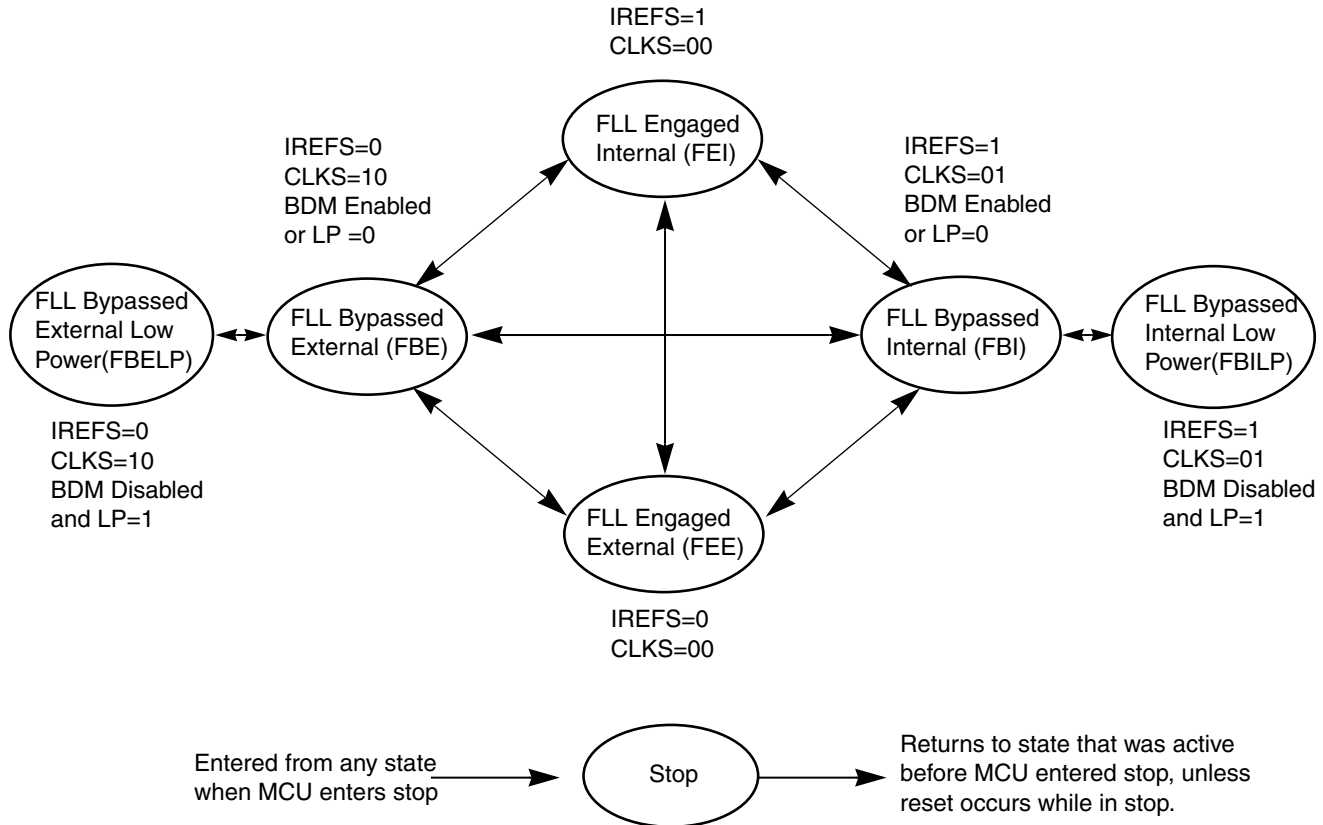 IREFS=1
CLKS=00
FLL Engaged
Internal (FEI)
IREFS=0
CLKS=10
BDM Enabled
or LP =0
IREFS=1
CLKS=01
BDM Enabled
or LP=0
FLL Bypassed
External Low
Power(FBELP)
FLL Bypassed
External (FBE)
FLL Bypassed
Internal (FBI)
FLL Bypassed
Internal Low
Power(FBILP)
IREFS=0
CLKS=10
BDM Disabled
and LP=1
IREFS=1
CLKS=01
BDM Disabled
and LP=1
FLL Engaged
External (FEE)
IREFS=0
CLKS=00
Entered from any state
when MCU enters stop
Stop
Returns to state that was active
before MCU entered stop, unless
reset occurs while in stop.